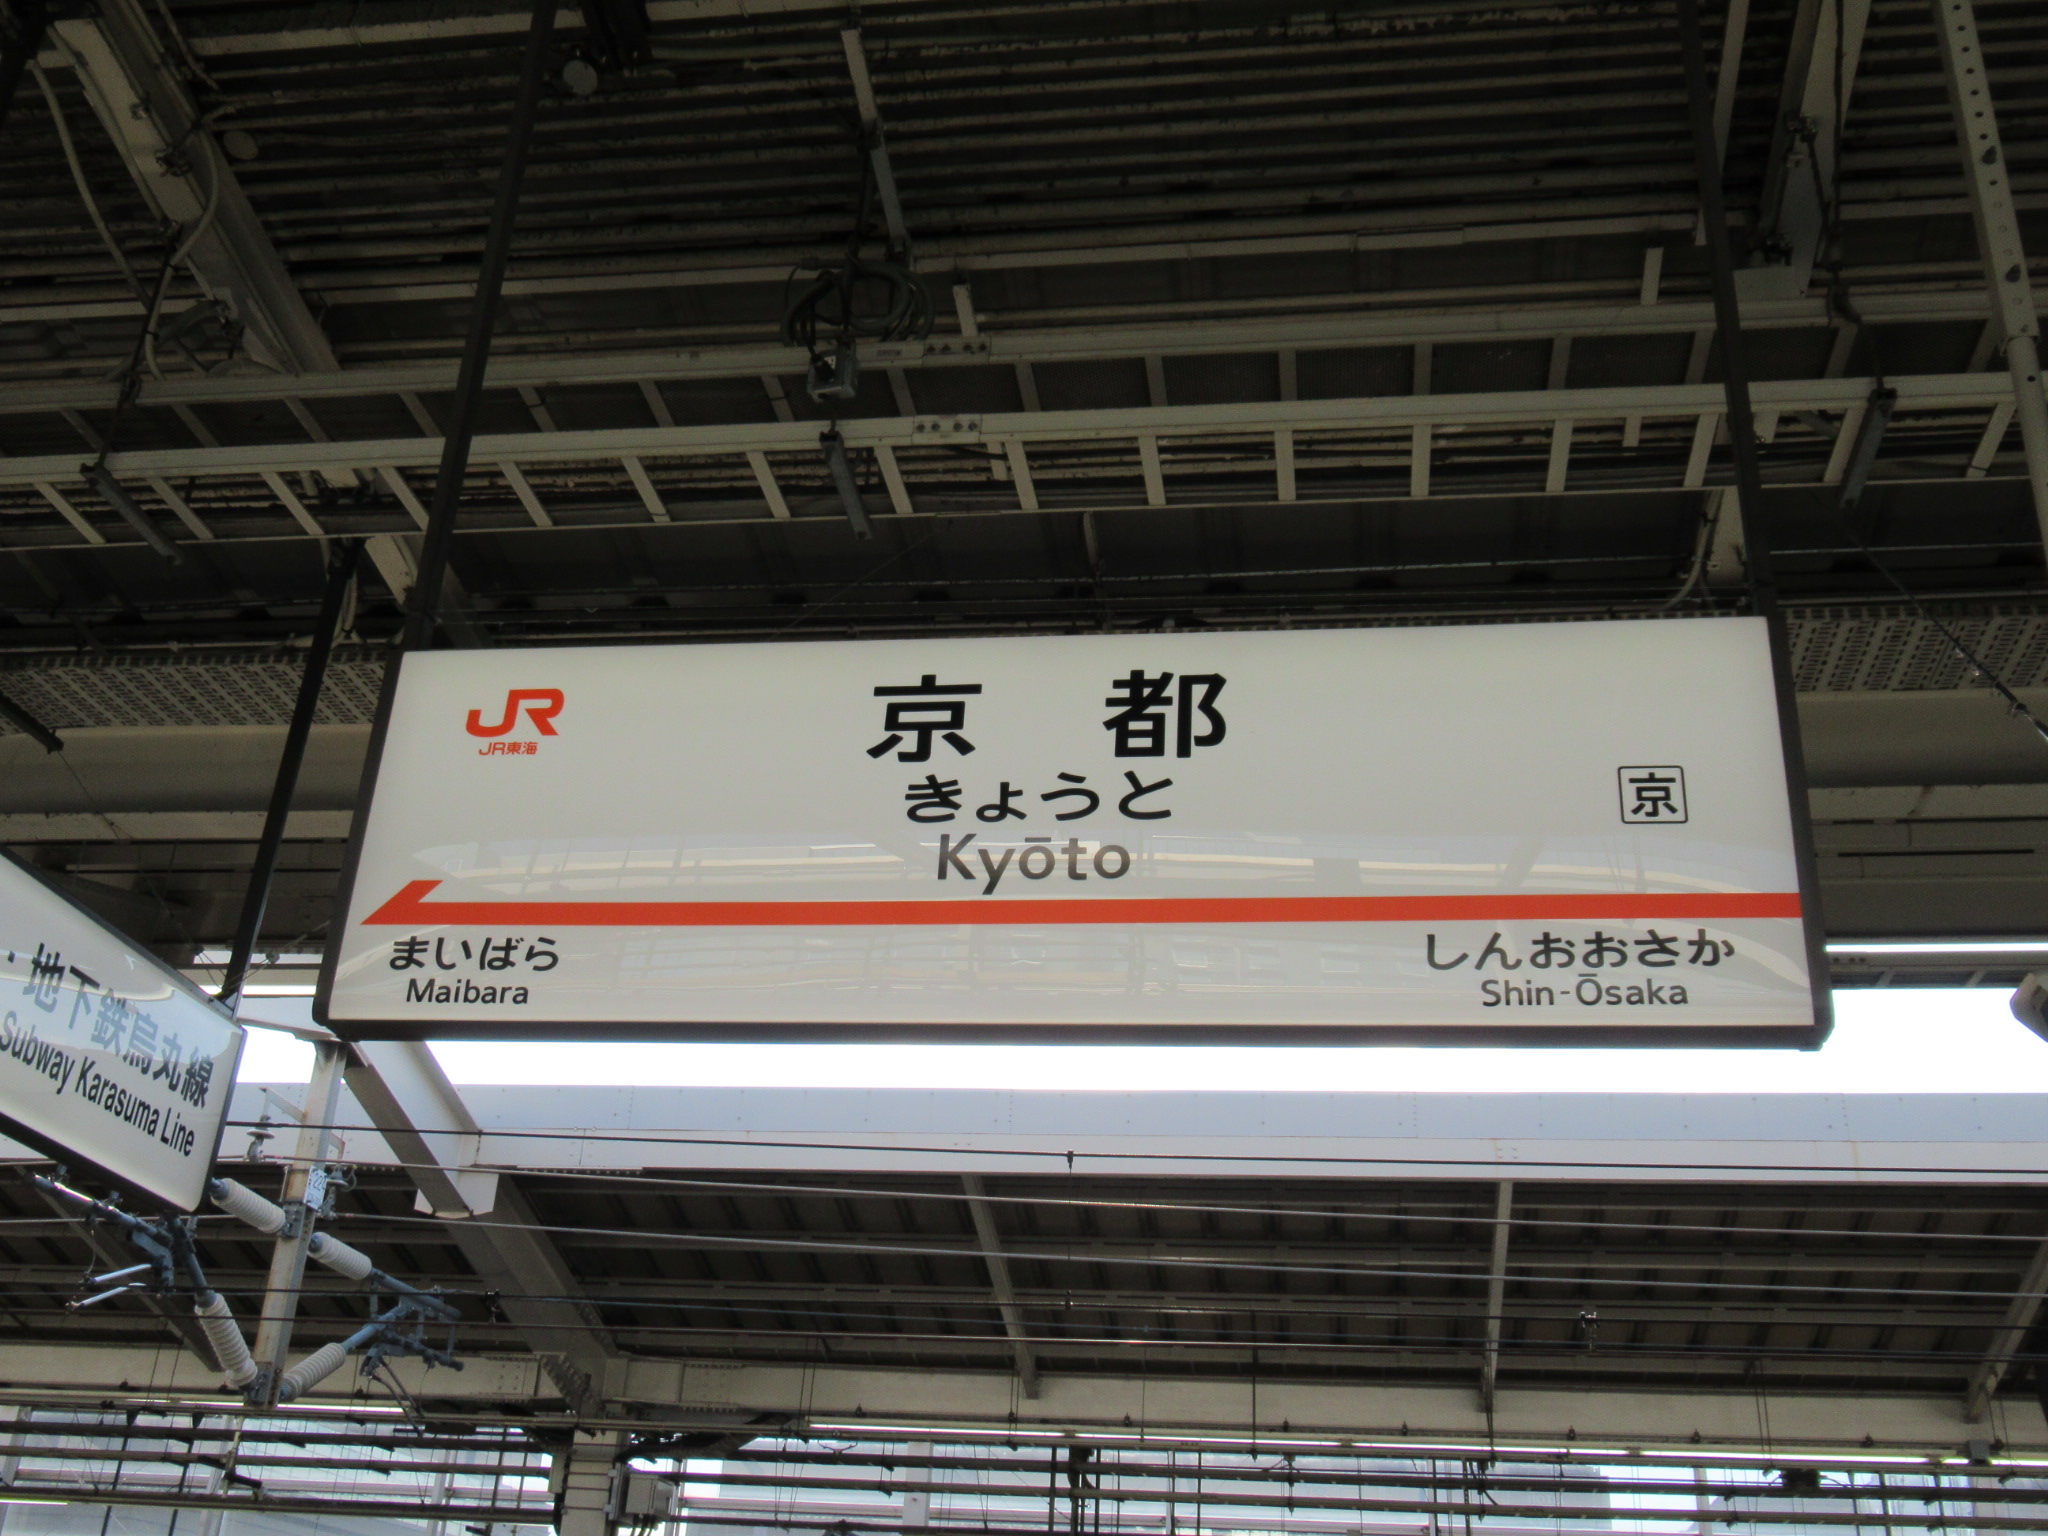 JR
JR東海
京都
きょうと
Kyōto
京
まいばら
Maibara
しんおおさか
Shin-Ōsaka
・地下鉄烏丸線
Subway Karasuma Line